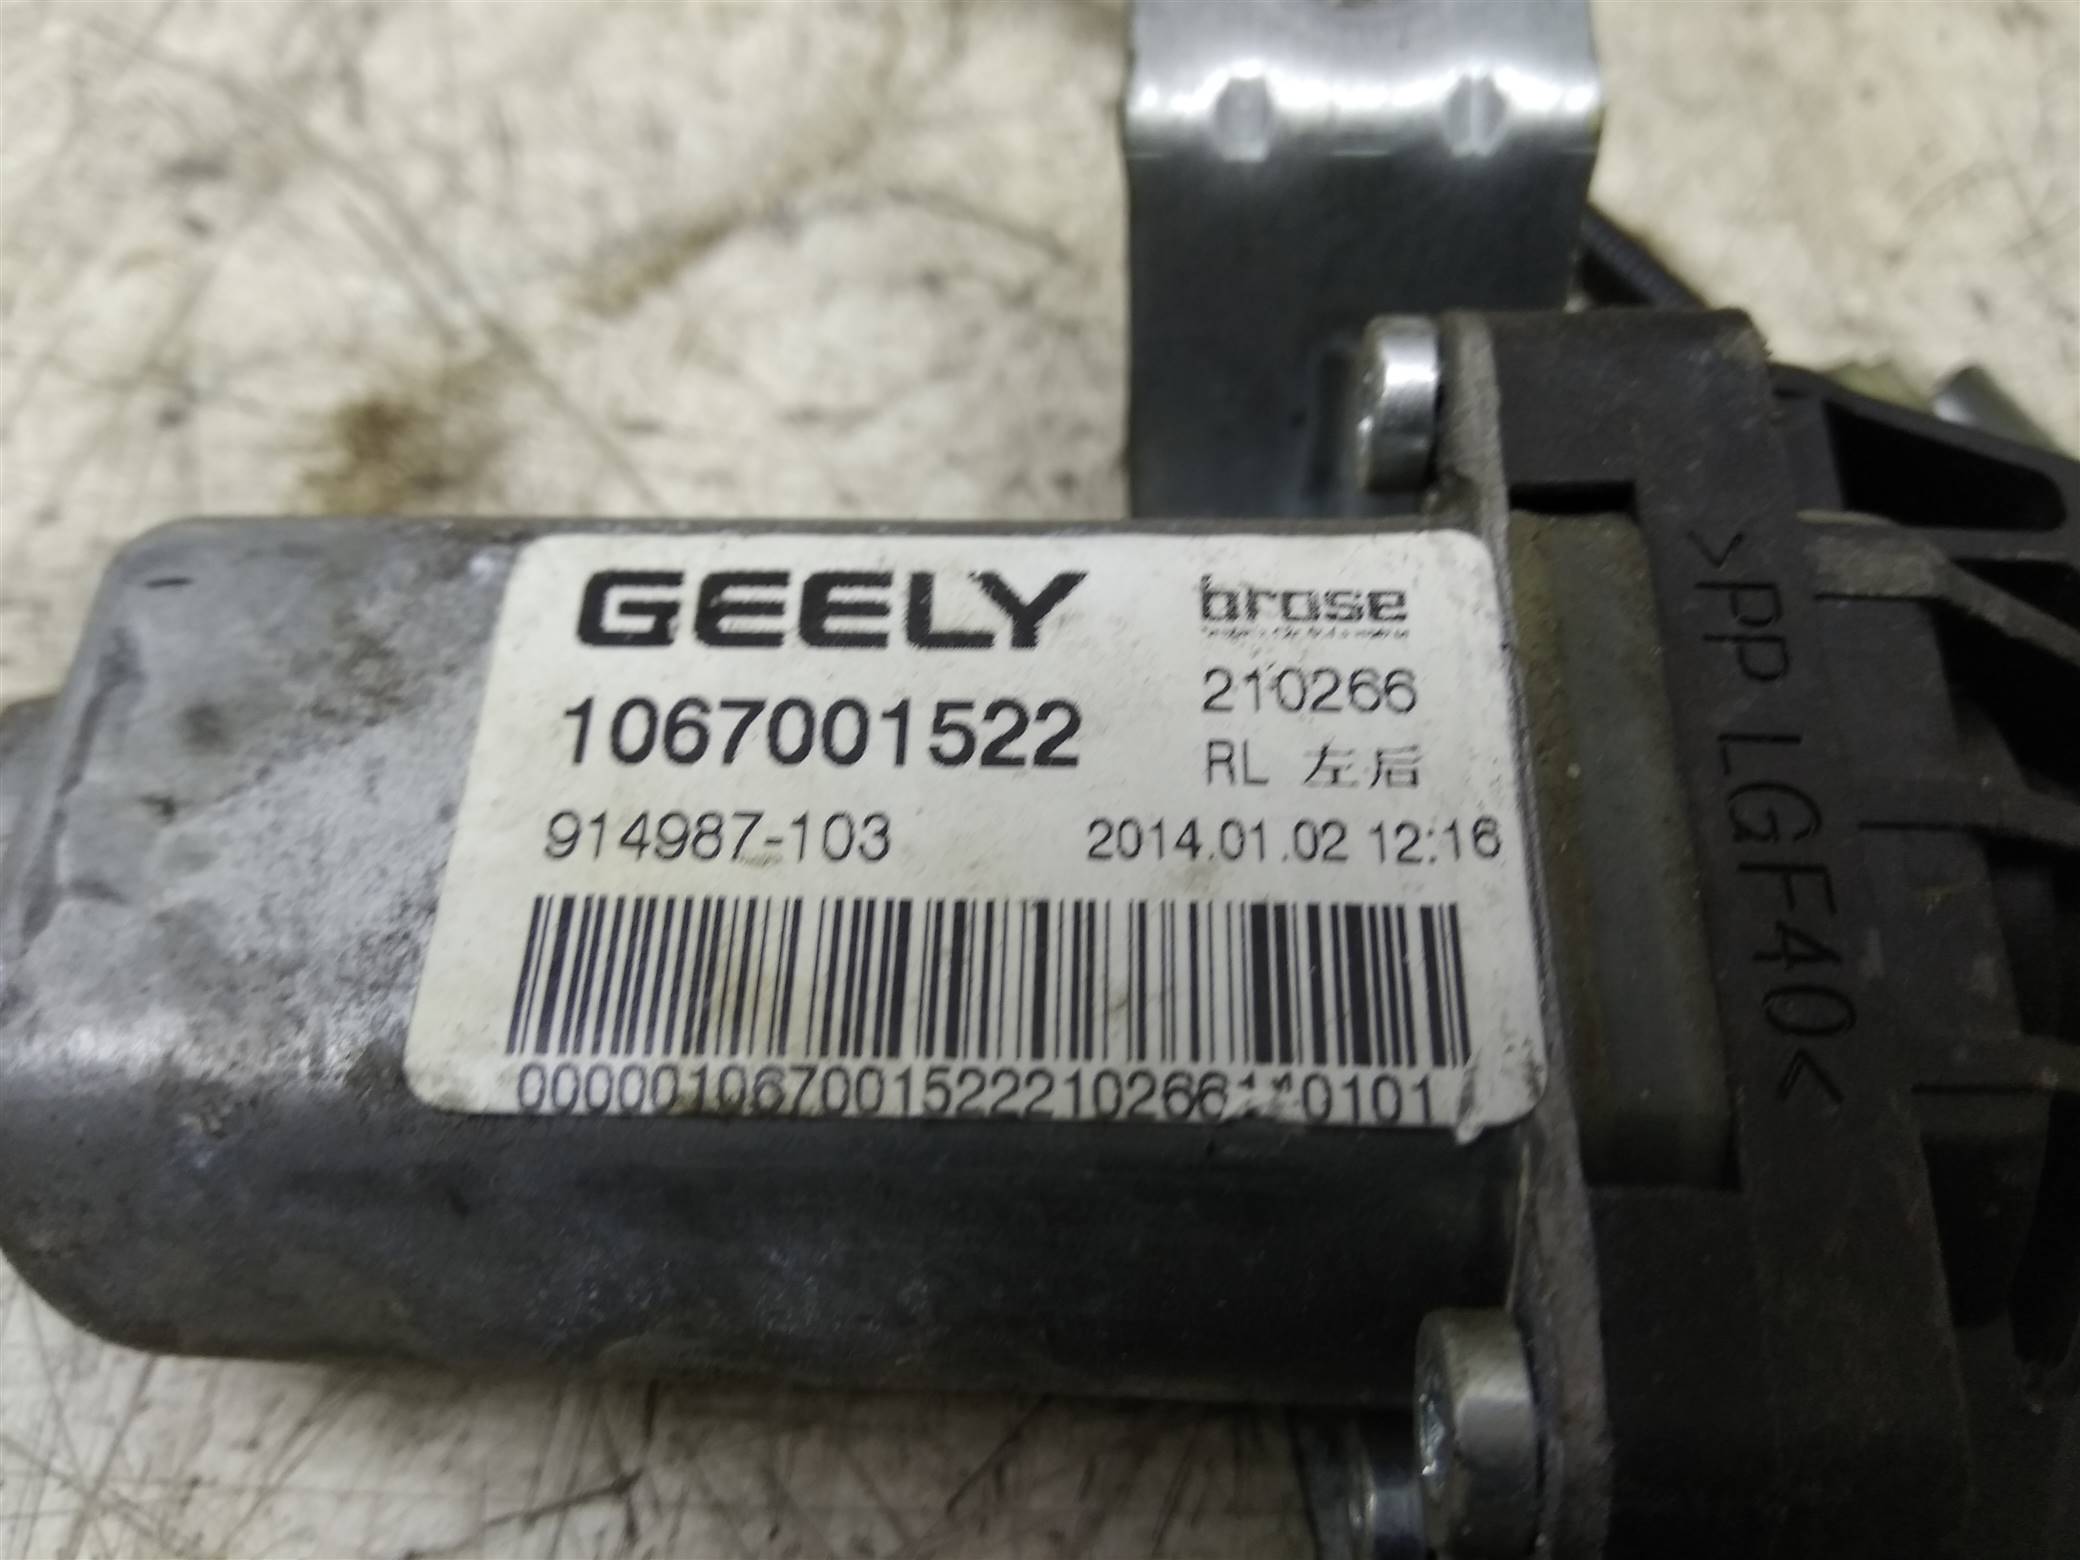 GEELY
brose
1067001522
210266
RL 左后
914987-103
2014.01.02 12:16
>PP LGF40<